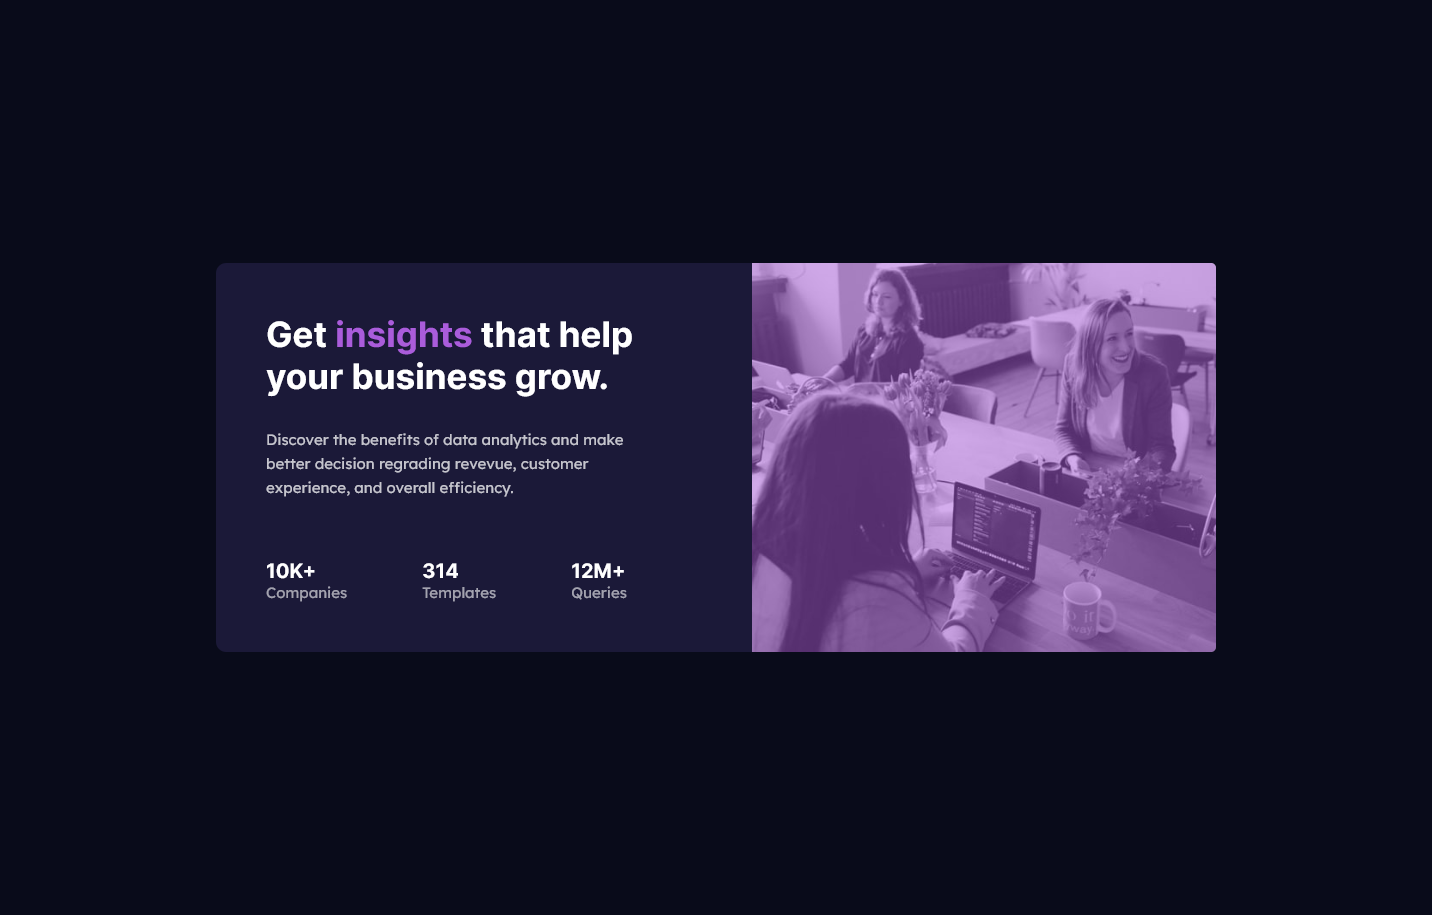 Get insights that help
your business grow.
Discover the benefits of data analytics and make
better decision regrading revevue, customer
experience, and overall efficiency.
10K+
Companies
314
Templates
12M+
Queries